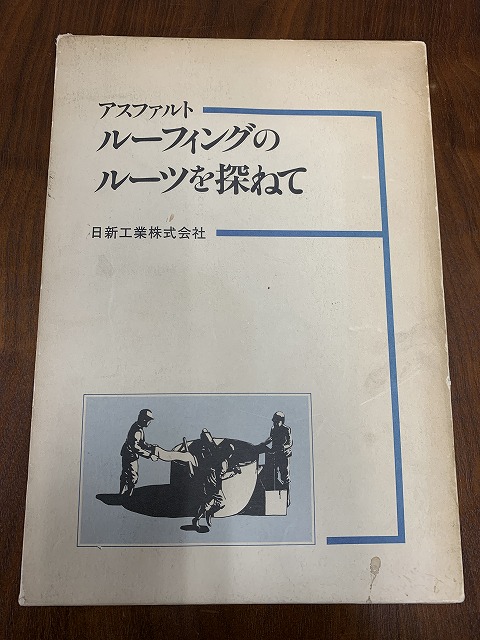 アスファルト
ルーフィングの
ルーツを探ねて
日新工業株式会社